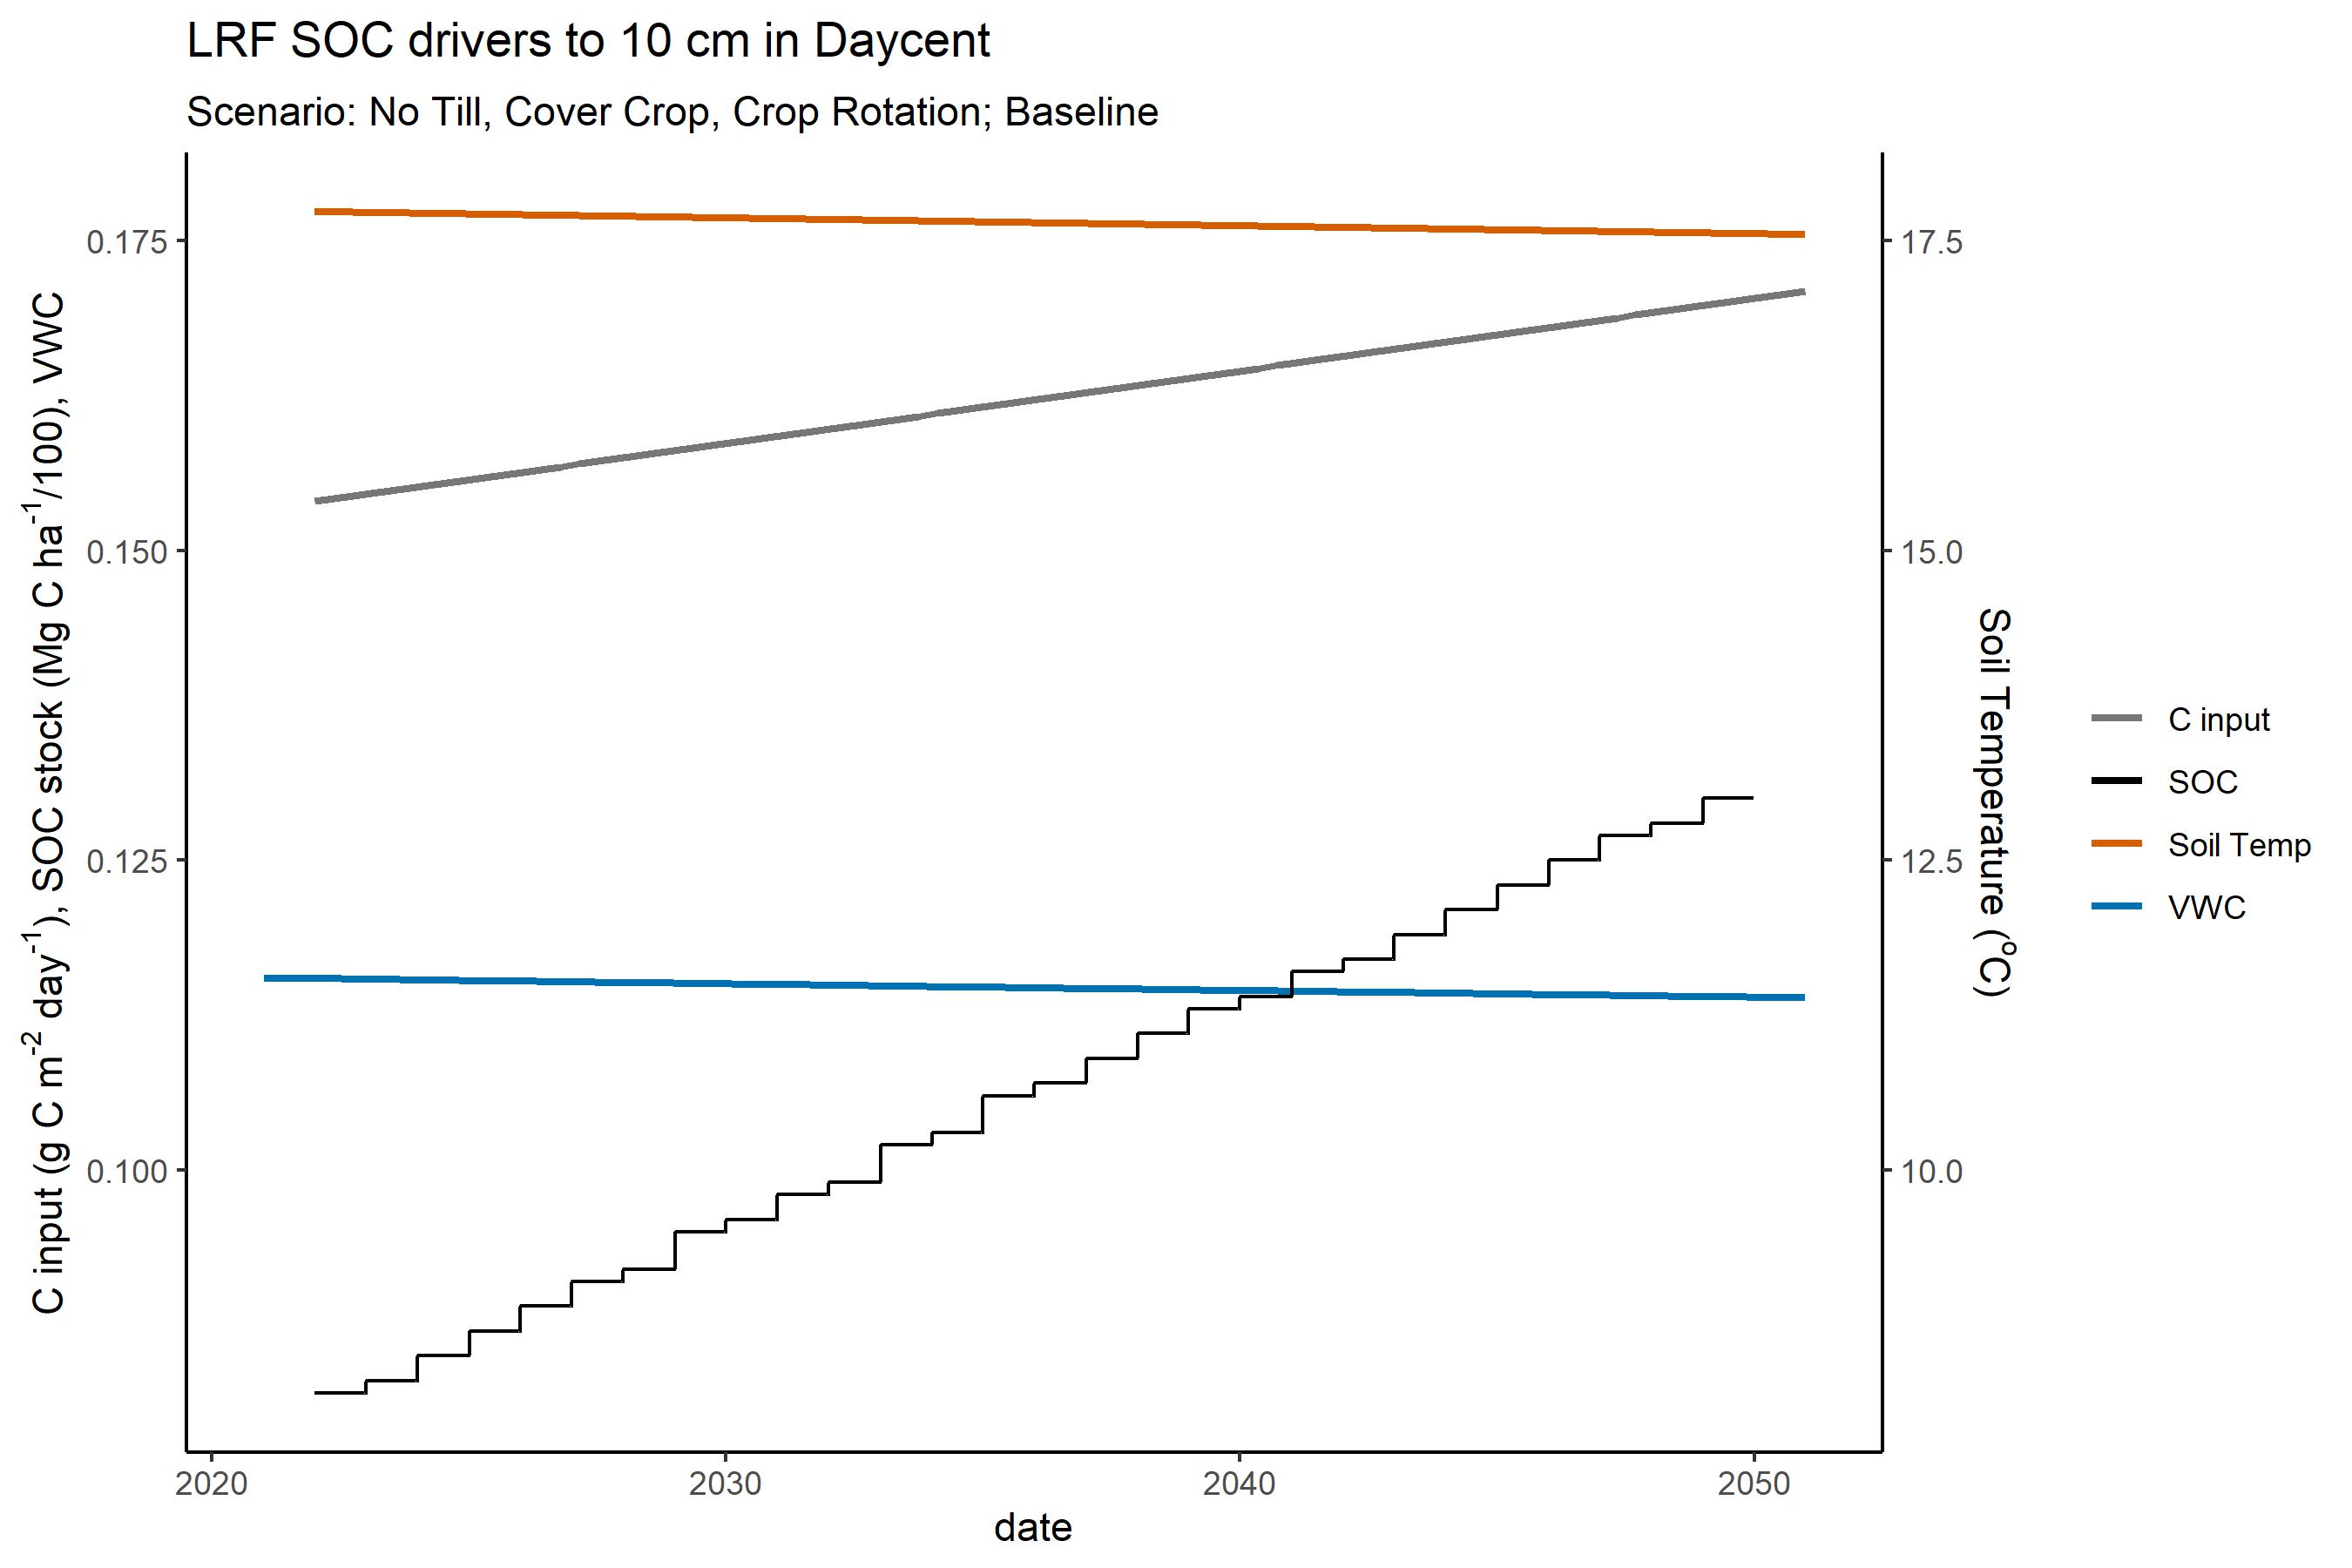 LRF SOC drivers to 10 cm in Daycent
Scenario: No Till, Cover Crop, Crop Rotation; Baseline
C input (g C m⁻² day⁻¹), SOC stock (Mg C ha⁻¹/100), VWC
0.175
0.150
0.125
0.100
17.5
15.0
12.5
10.0
Soil Temperature (ºC)
C input
SOC
Soil Temp
VWC
2020 2030 2040 2050
date